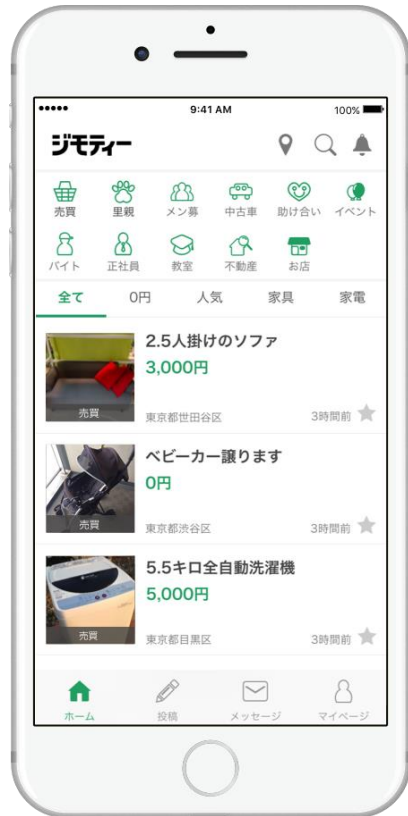 9:41 AM
100%
ジモティー
売買 里親 メン募 中古車 助け合い イベント
バイト 正社員 教室 不動産 お店
全て 0円 人気 家具 家電
2.5人掛けのソファ
3,000円
売買
東京都世田谷区 3時間前
ベビーカー譲ります
0円
売買
東京都渋谷区 3時間前
5.5キロ全自動洗濯機
5,000円
売買
東京都目黒区 3時間前
ホーム 投稿 メッセージ マイページ